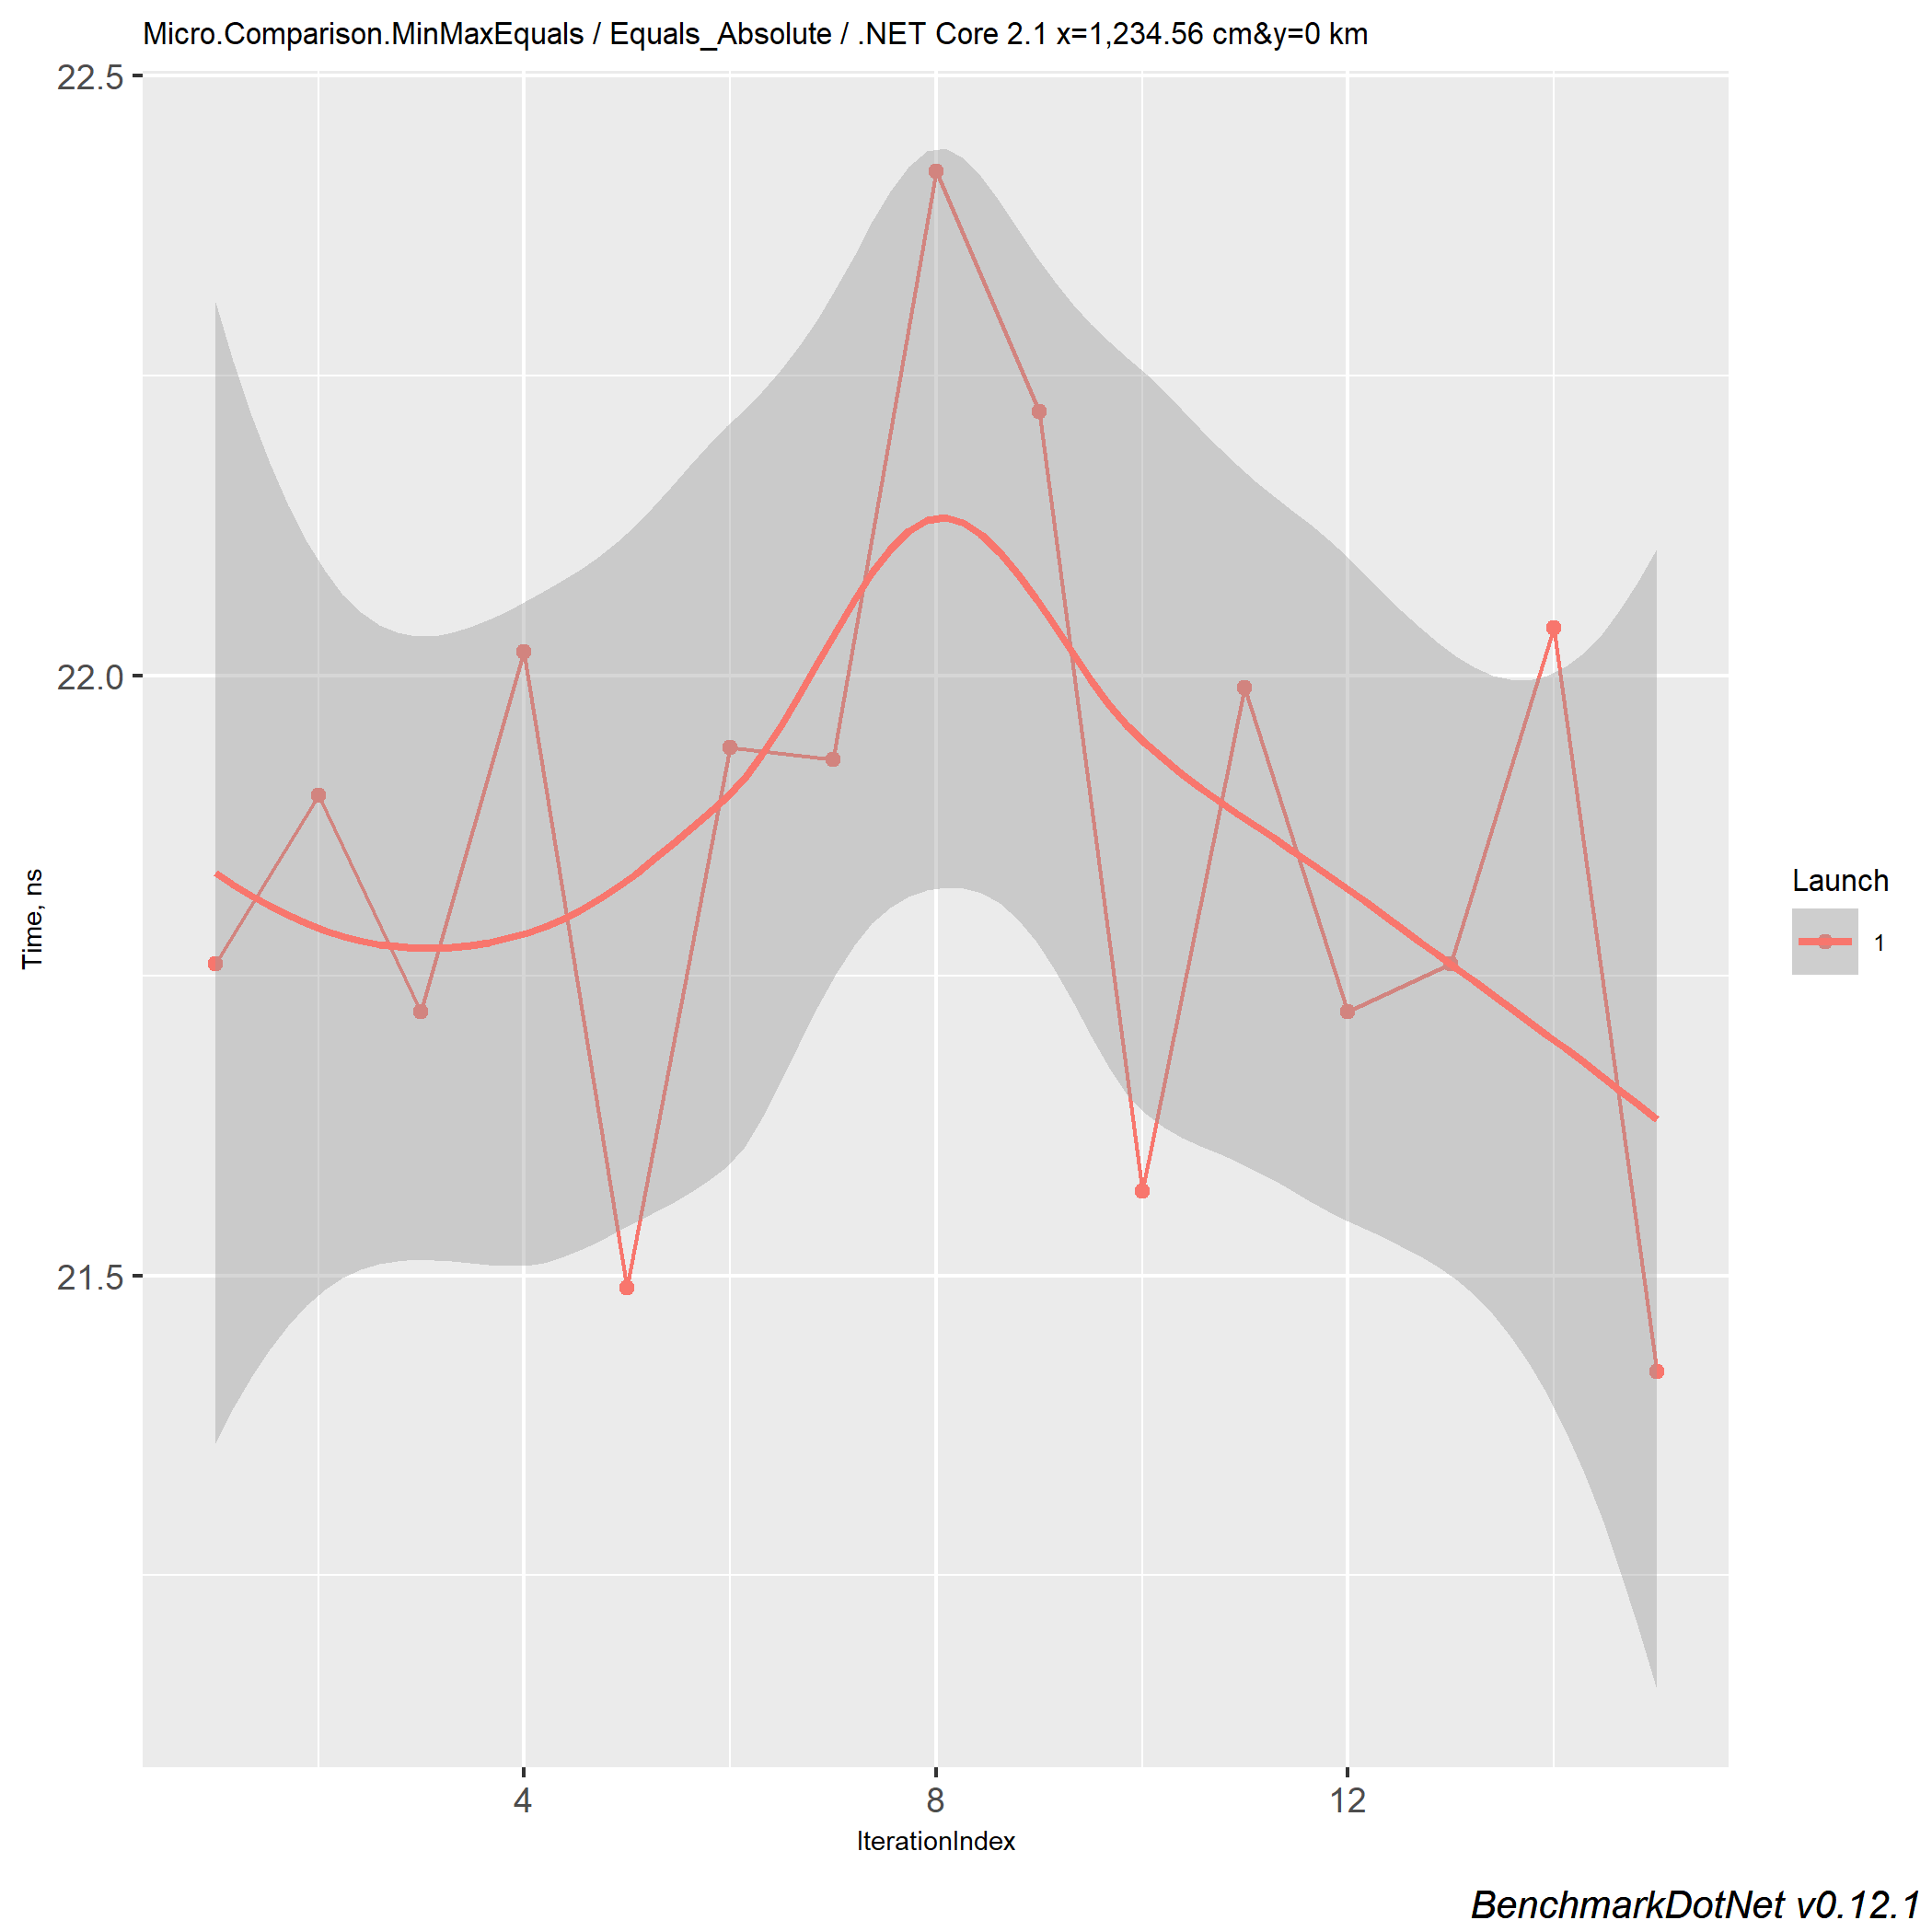 Micro.Comparison.MinMaxEquals / Equals_Absolute / .NET Core 2.1 x=1,234.56 cm&y=0 km
22.5
22.0
21.5
Time, ns
4
8
12
IterationIndex
Launch
1
BenchmarkDotNet v0.12.1